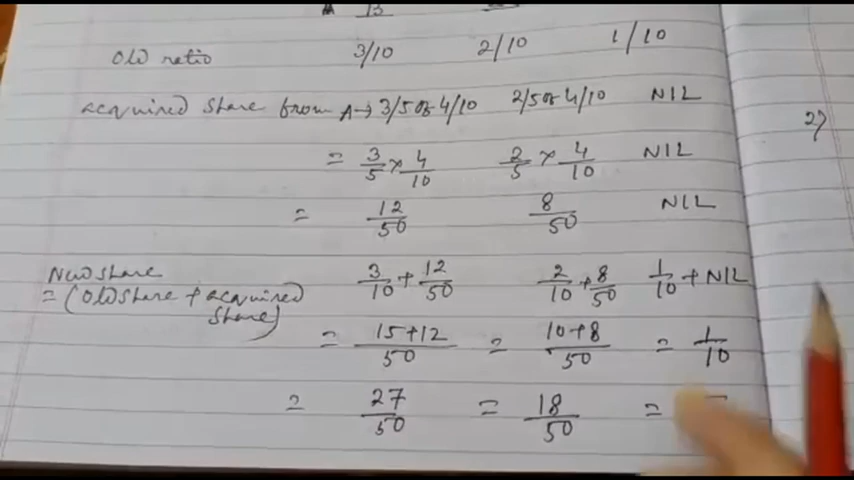 13
Old ratio 3/10 2/10 1/10
acquired share from A→ 3/5 of 4/10 2/5 of 4/10 NIL
= 3/5 × 4/10 2/5 × 4/10 NIL
= 12/50 8/50 NIL
New share 3/10 + 12/50 2/10 + 8/50 1/10 + NIL
= (Old share + acquired share)
= 15+12/50 = 10+8/50 = 1/10
= 27/50 = 18/50 =
2)